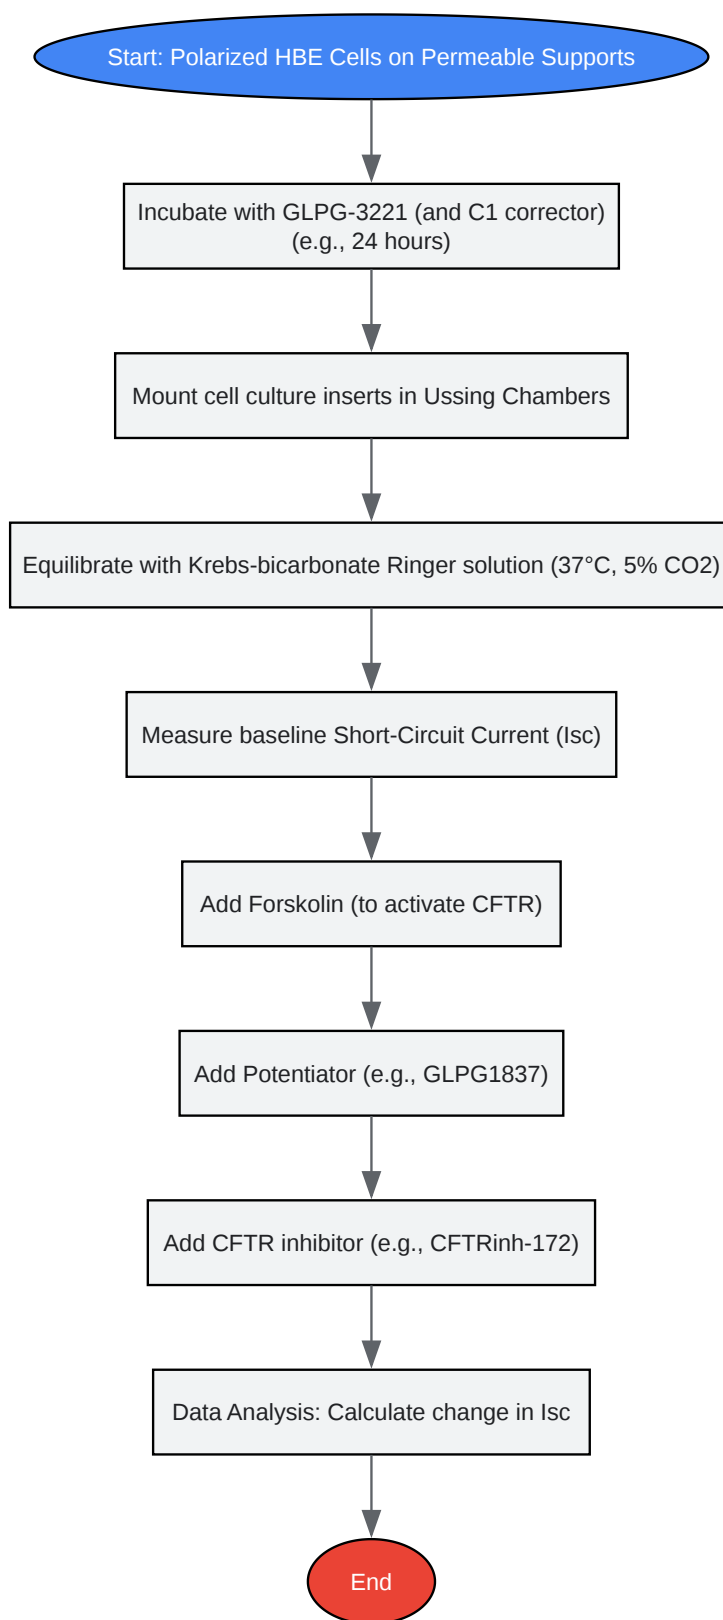 Start: Polarized HBE Cells on Permeable Supports
Incubate with GLPG-3221 (and C1 corrector)
(e.g., 24 hours)
Mount cell culture inserts in Ussing Chambers
Equilibrate with Krebs-bicarbonate Ringer solution (37°C, 5% CO2)
Measure baseline Short-Circuit Current (Isc)
Add Forskolin (to activate CFTR)
Add Potentiator (e.g., GLPG1837)
Add CFTR inhibitor (e.g., CFTRinh-172)
Data Analysis: Calculate change in Isc
End